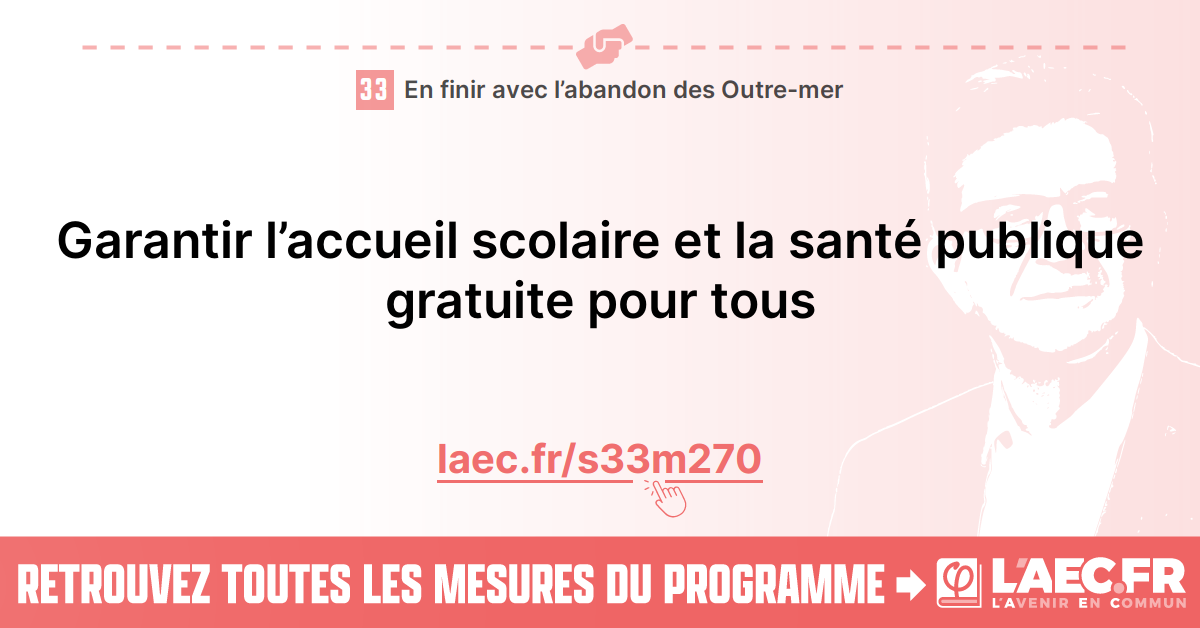 33 En finir avec l’abandon des Outre-mer
Garantir l’accueil scolaire et la santé publique
gratuite pour tous
laec.fr/s33m270
RETROUVEZ TOUTES LES MESURES DU PROGRAMME
φ L'AEC.FR
L'AVENIR EN COMMUN